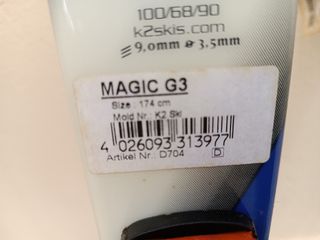 100/68/90
k2skis.com
9,0mm ø 3,5mm
MAGIC G3
Size : 174 cm
Mold Nr.: K2 Ski
4 026093 313977
Artikel Nr.: D704 D